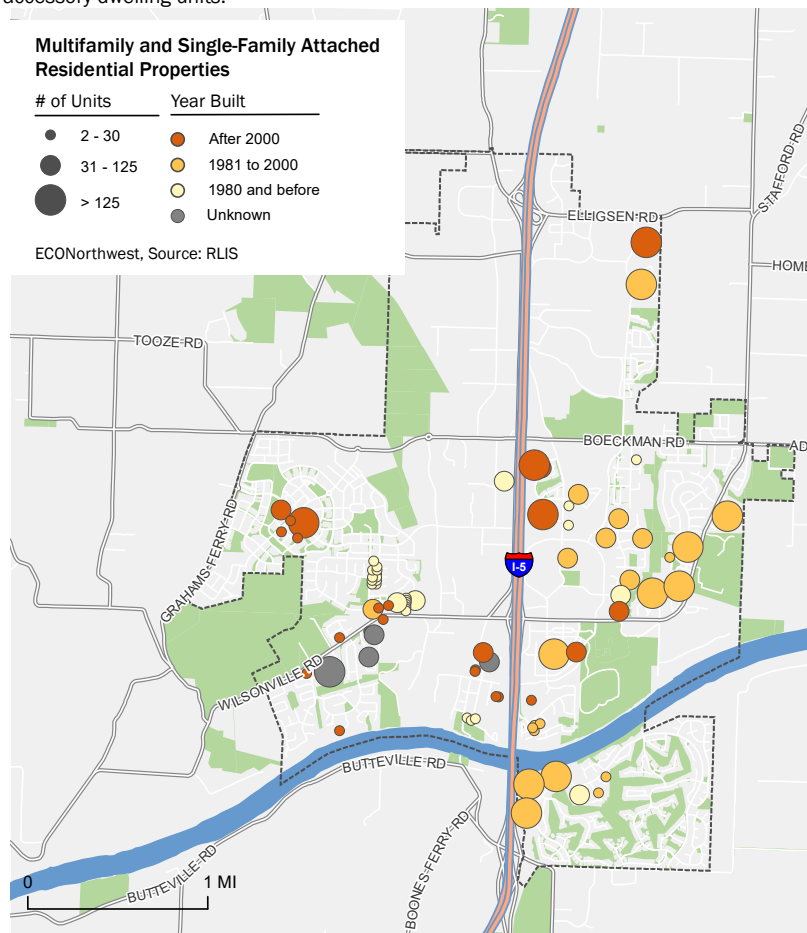 accessory dwelling units.
Multifamily and Single-Family Attached
Residential Properties
# of Units
Year Built
2 - 30
31 - 125
> 125
After 2000
1981 to 2000
1980 and before
Unknown
ECONorthwest, Source: RLIS
STAFFORD RD
ELLIGSEN RD
HOME
TOOZE RD
BOECKMAN RD
AD
GRAHAMS-FERRY-RD
I-5
WILSONVILLE RD
BUTTEVILLE RD
BOONES-FERRY-RD
BUTTEVILLE-RD
0
1 MI